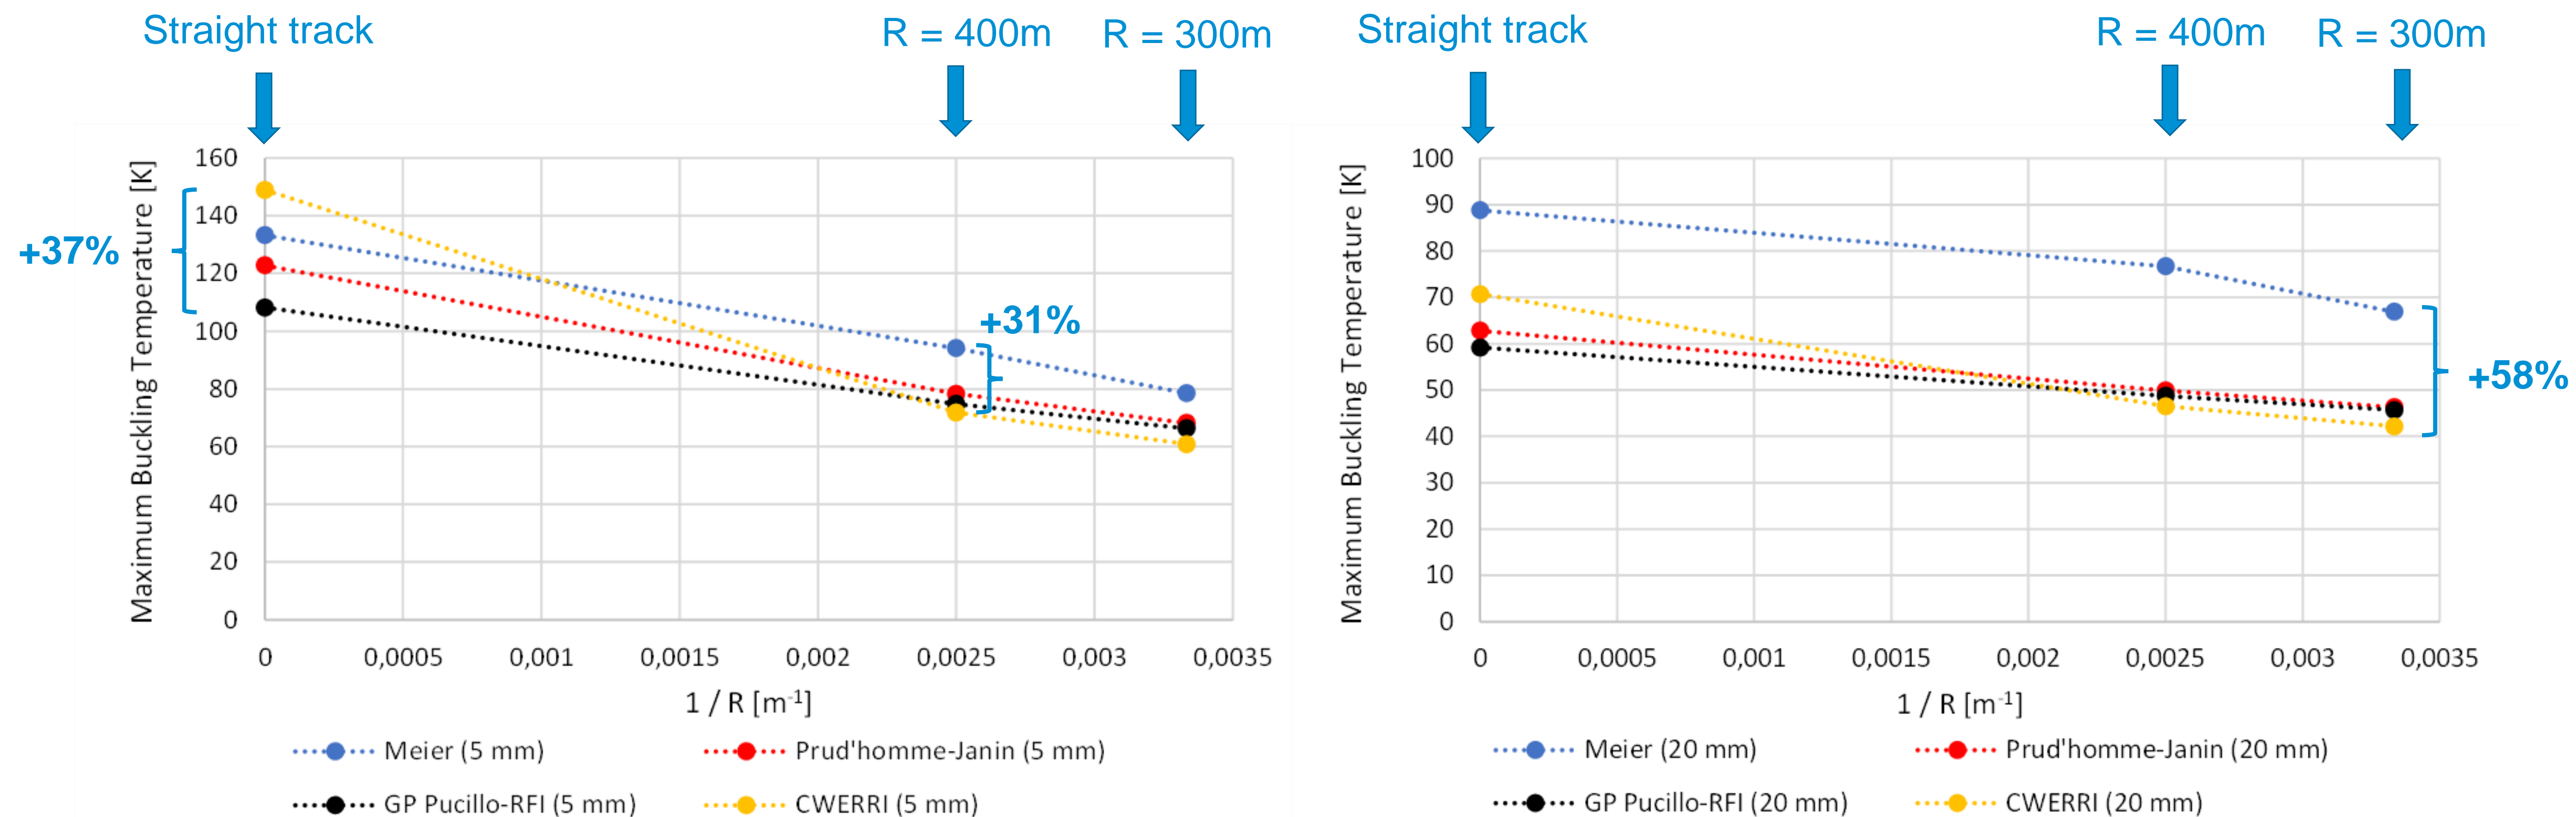 Straight track
R = 400m
R = 300m
Maximum Buckling Temperature [K]
160
140
120
100
80
60
40
20
0
+37%
+31%
0
0,0005
0,001
0,0015
0,002
0,0025
0,003
0,0035
1 / R [m⁻¹]
Meier (5 mm)
Prud'homme-Janin (5 mm)
GP Pucillo-RFI (5 mm)
CWERRI (5 mm)
Straight track
R = 400m
R = 300m
Maximum Buckling Temperature [K]
100
90
80
70
60
50
40
30
20
10
0
+58%
0
0,0005
0,001
0,0015
0,002
0,0025
0,003
0,0035
1 / R [m⁻¹]
Meier (20 mm)
Prud'homme-Janin (20 mm)
GP Pucillo-RFI (20 mm)
CWERRI (20 mm)